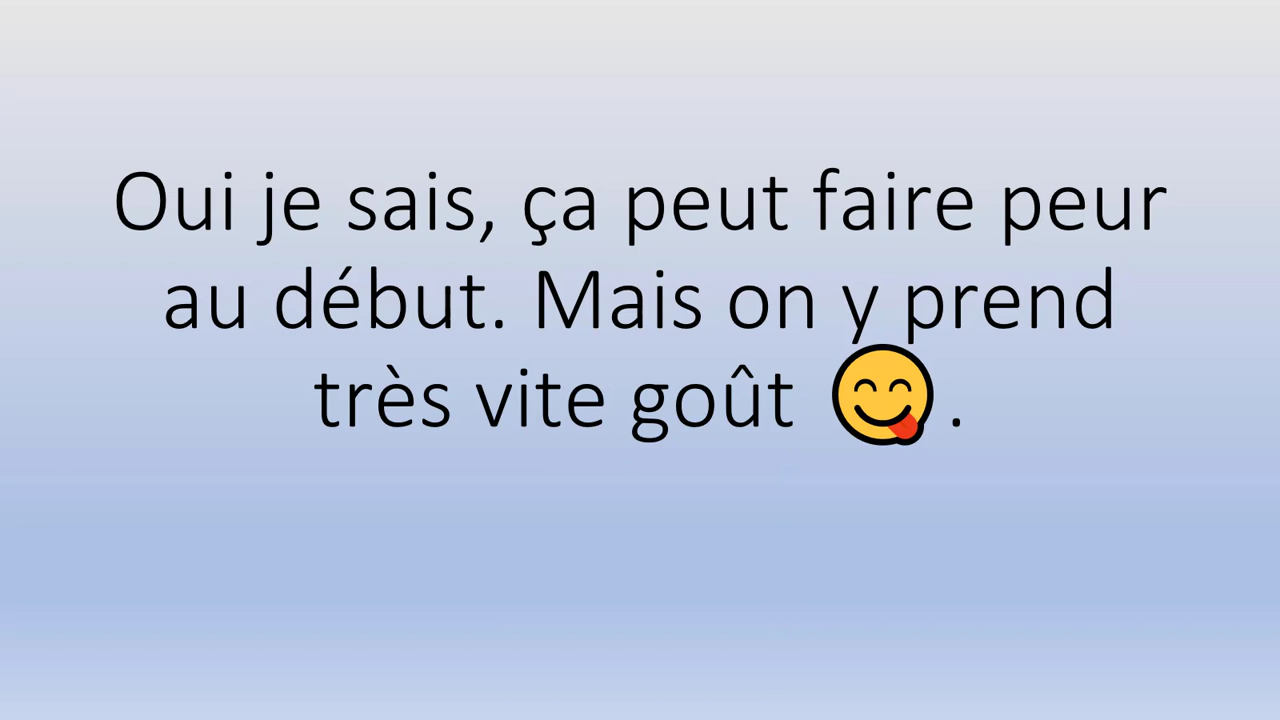 Oui je sais, ça peut faire peur
au début. Mais on y prend
très vite goût 😋.